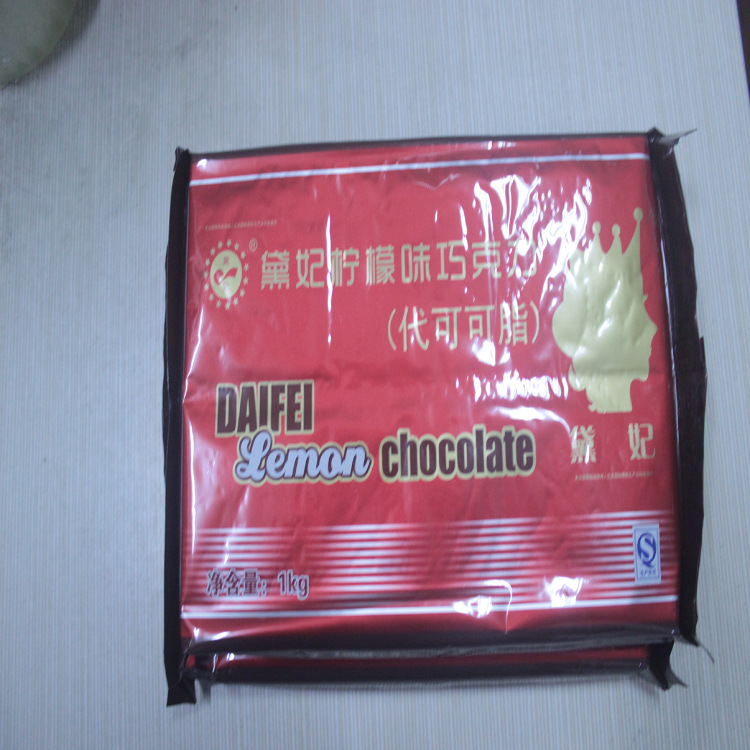 ®
黛妃柠檬味巧克力
(代可可脂)
DAIFEI
Lemon chocolate
黛妃
净含量：1kg